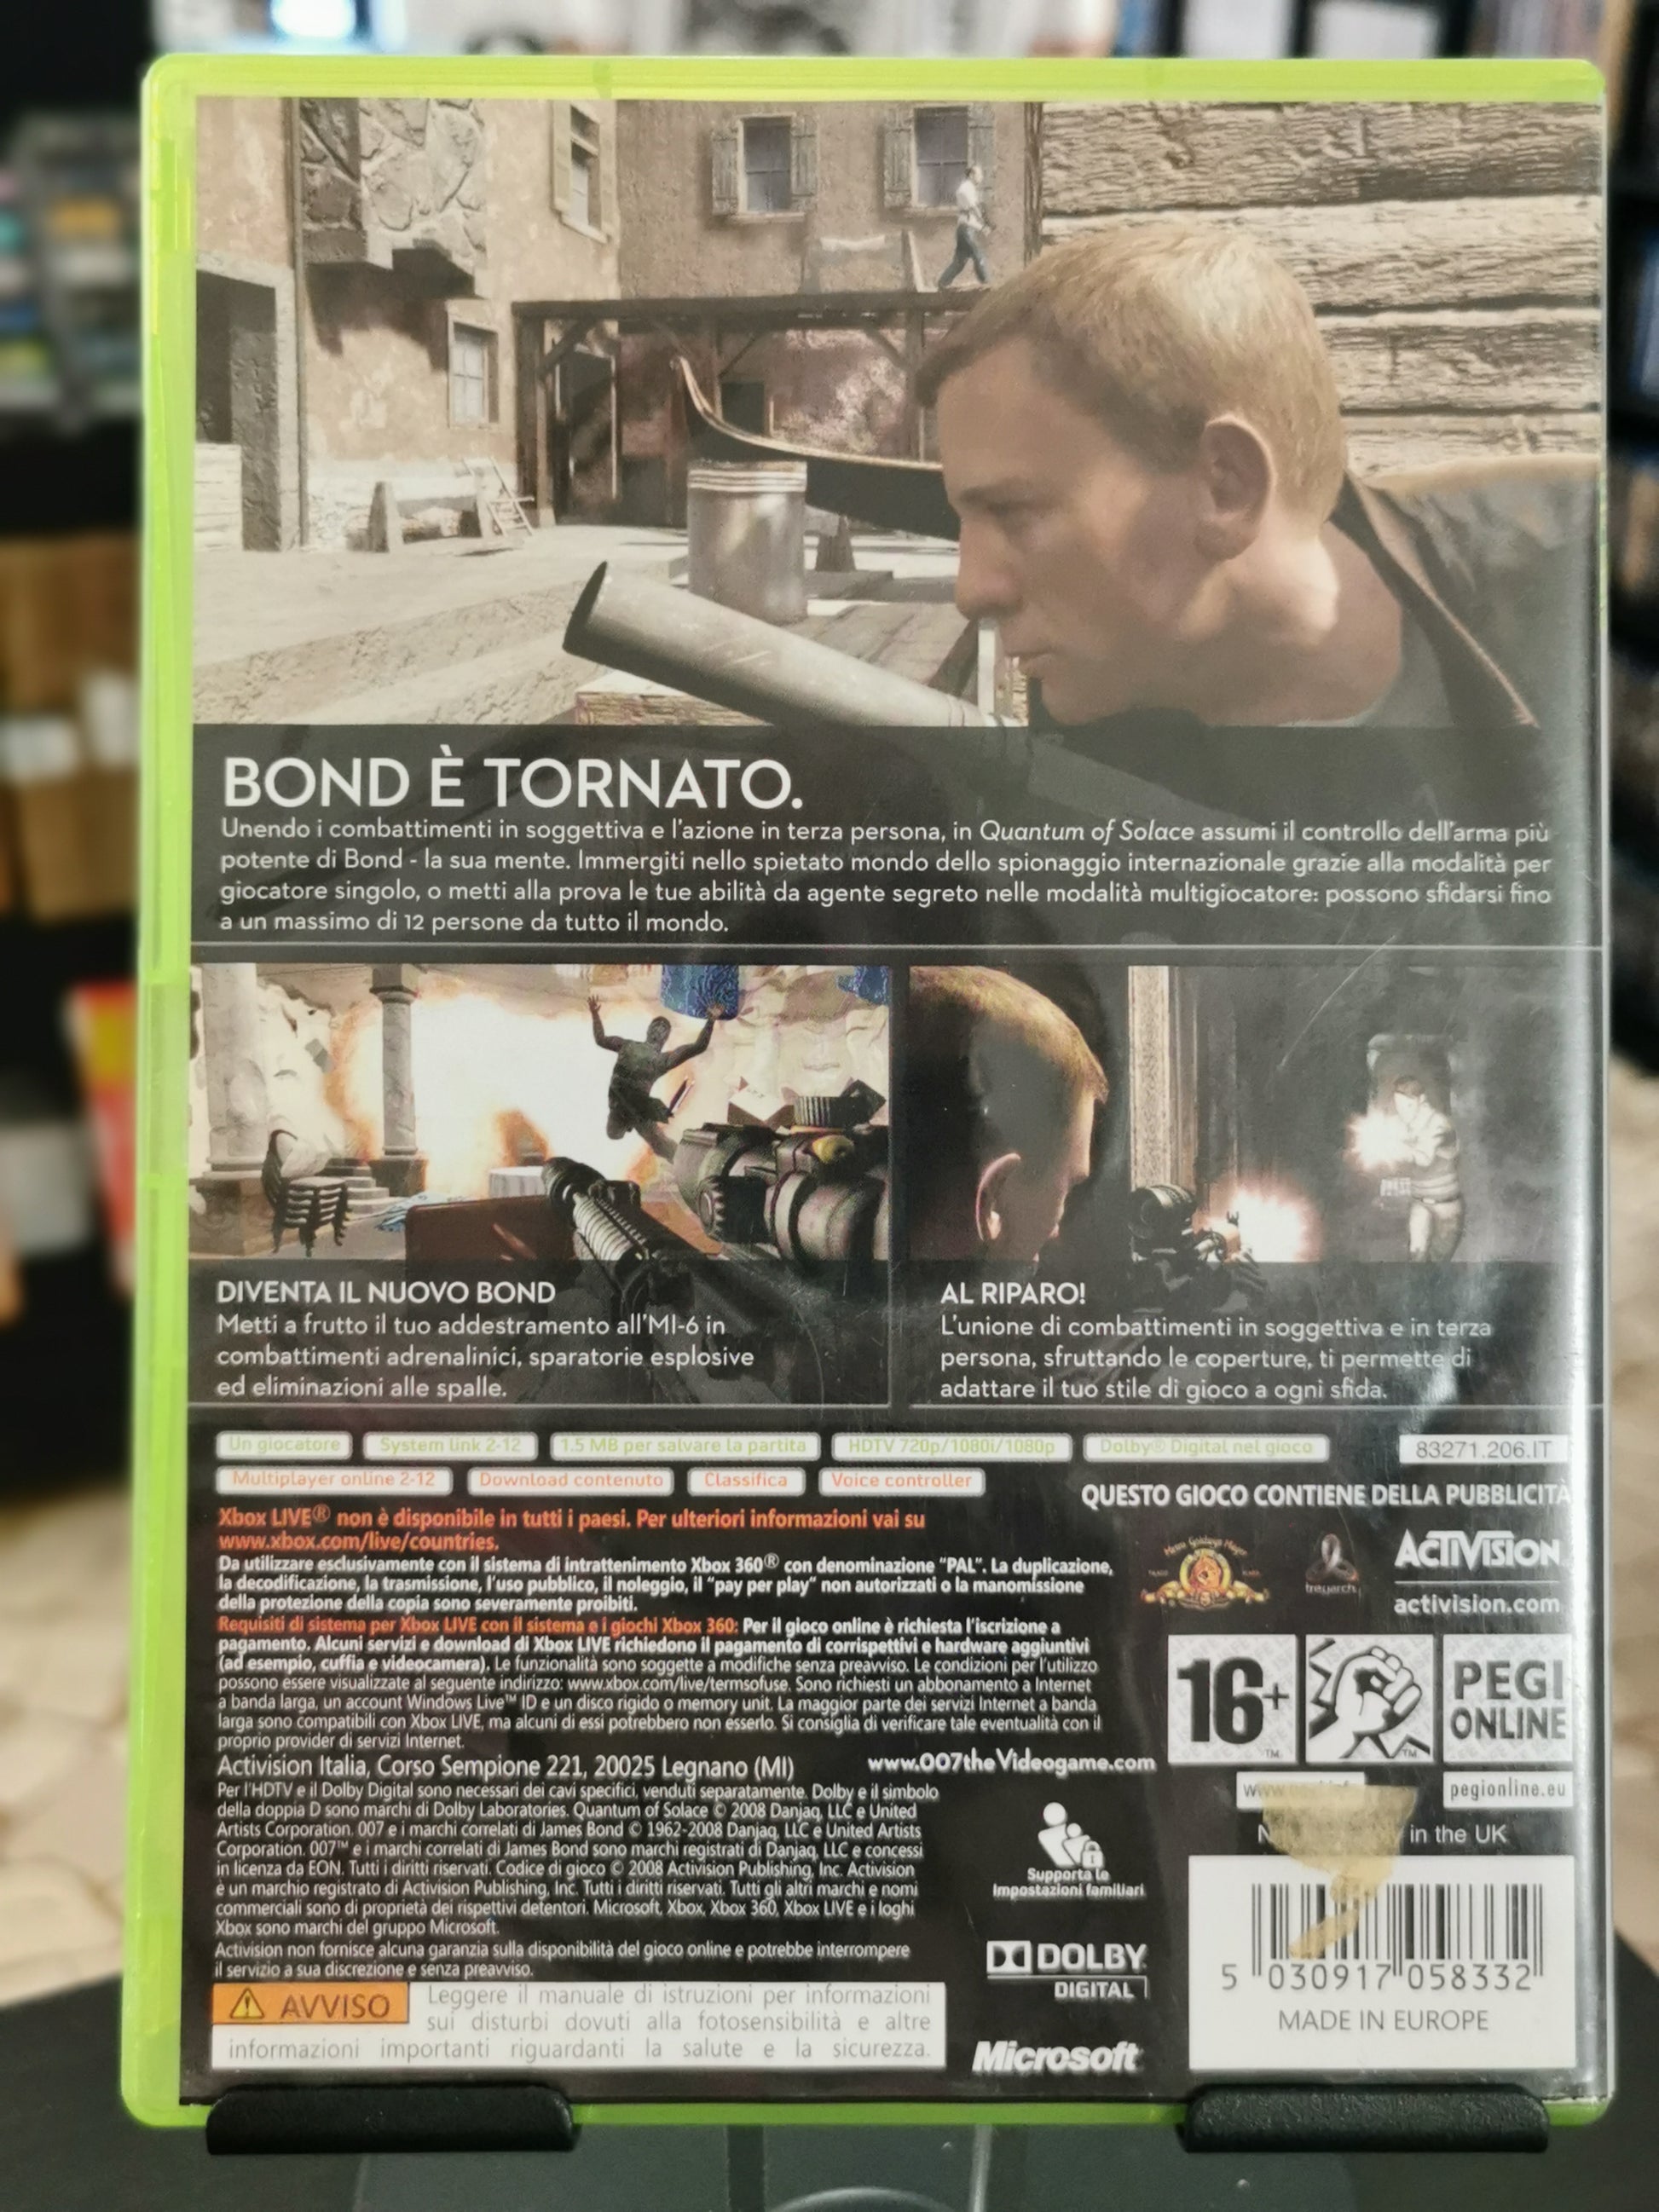 BOND È TORNATO.
Unendo i combattimenti in soggettiva e l'azione in terza persona, in Quantum of Solace assumi il controllo dell'arma più
potente di Bond - la sua mente. Immergiti nello spietato mondo dello spionaggio internazionale grazie alla modalità per
giocatore singolo, o metti alla prova le tue abilità da agente segreto nelle modalità multigiocatore: possono sfidarsi fino
a un massimo di 12 persone da tutto il mondo.
DIVENTA IL NUOVO BOND
Metti a frutto il tuo addestramento all'MI-6 in
combattimenti adrenalinici, sparatorie esplosive
ed eliminazioni alle spalle.
AL RIPARO!
L'unione di combattimenti in soggettiva e in terza
persona, sfruttando le coperture, ti permette di
adattare il tuo stile di gioco a ogni sfida.
Un giocatore System link 2-12 1.5 MB per salvare la partita HDTV 720p/1080i/1080p Dolby® Digital nel gioco 83271.206.IT
Multiplayer online 2-12 Download contenuto Classifica Voice controller
QUESTO GIOCO CONTIENE DELLA PUBBLICITÀ
Xbox LIVE® non è disponibile in tutti i paesi. Per ulteriori informazioni vai su
www.xbox.com/live/countries.
Da utilizzare esclusivamente con il sistema di intrattenimento Xbox 360® con denominazione "PAL". La duplicazione,
la decodificazione, la trasmissione, l'uso pubblico, il noleggio, il "pay per play" non autorizzati o la manomissione
della protezione della copia sono severamente proibiti.
Requisiti di sistema per Xbox LIVE con il sistema e i giochi Xbox 360: Per il gioco online è richiesta l'iscrizione a
pagamento. Alcuni servizi e download di Xbox LIVE richiedono il pagamento di corrispettivi e hardware aggiuntivi
(ad esempio, cuffia e videocamera). Le funzionalità sono soggette a modifiche senza preavviso. Le condizioni per l'utilizzo
possono essere visualizzate al seguente indirizzo: www.xbox.com/live/termsofuse. Sono richiesti un abbonamento a Internet
a banda larga, un account Windows Live™ ID e un disco rigido o memory unit. La maggior parte dei servizi Internet a banda
larga sono compatibili con Xbox LIVE, ma alcuni di essi potrebbero non esserlo. Si consiglia di verificare tale eventualità con il
proprio provider di servizi Internet.
Activision Italia, Corso Sempione 221, 20025 Legnano (MI)
www.007theVideogame.com
Per l'HDTV e il Dolby Digital sono necessari dei cavi specifici, venduti separatamente. Dolby e il simbolo
della doppia D sono marchi di Dolby Laboratories. Quantum of Solace © 2008 Danjaq, LLC e United
Artists Corporation. 007 e i marchi correlati di James Bond © 1962-2008 Danjaq, LLC e United Artists
Corporation. 007™ e i marchi correlati di James Bond sono marchi registrati di Danjaq, LLC e concessi
in licenza da EON. Tutti i diritti riservati. Codice di gioco © 2008 Activision Publishing, Inc. Activision
è un marchio registrato di Activision Publishing, Inc. Tutti i diritti riservati. Tutti gli altri marchi e nomi
commerciali sono di proprietà dei rispettivi detentori. Microsoft, Xbox, Xbox 360, Xbox LIVE e i loghi
Xbox sono marchi del gruppo Microsoft.
Activision non fornisce alcuna garanzia sulla disponibilità del gioco online e potrebbe interrompere
il servizio a sua discrezione e senza preavviso.
AVVISO
Leggere il manuale di istruzioni per informazioni
sui disturbi dovuti alla fotosensibilità e altre
informazioni importanti riguardanti la salute e la sicurezza.
Metro Goldwyn Mayer
treyarch
ACTIVISION
activision.com
16+ ™
™
PEGI
ONLINE
pegionline.eu
in the UK
Supporta le
Impostazioni familiari
DOLBY
DIGITAL
Microsoft
5 030917 058332
MADE IN EUROPE